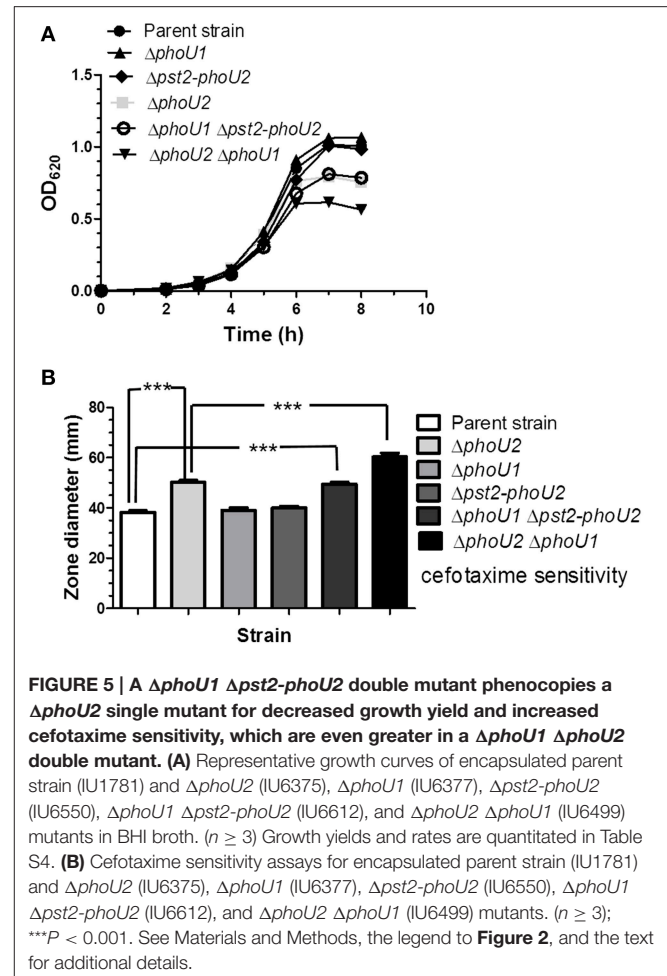 A
Parent strain
ΔphoU1
Δpst2-phoU2
ΔphoU2
ΔphoU1 Δpst2-phoU2
ΔphoU2 ΔphoU1
1.5
1.0
0.5
0.0
OD620
0 2 4 6 8 10
Time (h)
B
***
***
***
80
60
40
20
0
Zone diameter (mm)
Strain
Parent strain
ΔphoU2
ΔphoU1
Δpst2-phoU2
ΔphoU1 Δpst2-phoU2
ΔphoU2 ΔphoU1
cefotaxime sensitivity
FIGURE 5 | A ΔphoU1 Δpst2-phoU2 double mutant phenocopies a
ΔphoU2 single mutant for decreased growth yield and increased
cefotaxime sensitivity, which are even greater in a ΔphoU1 ΔphoU2
double mutant. (A) Representative growth curves of encapsulated parent
strain (IU1781) and ΔphoU2 (IU6375), ΔphoU1 (IU6377), Δpst2-phoU2
(IU6550), ΔphoU1 Δpst2-phoU2 (IU6612), and ΔphoU2 ΔphoU1 (IU6499)
mutants in BHI broth. (n ≥ 3) Growth yields and rates are quantitated in Table
S4. (B) Cefotaxime sensitivity assays for encapsulated parent strain (IU1781)
and ΔphoU2 (IU6375), ΔphoU1 (IU6377), Δpst2-phoU2 (IU6550), ΔphoU1
Δpst2-phoU2 (IU6612), and ΔphoU2 ΔphoU1 (IU6499) mutants. (n ≥ 3);
***P < 0.001. See Materials and Methods, the legend to Figure 2, and the text
for additional details.